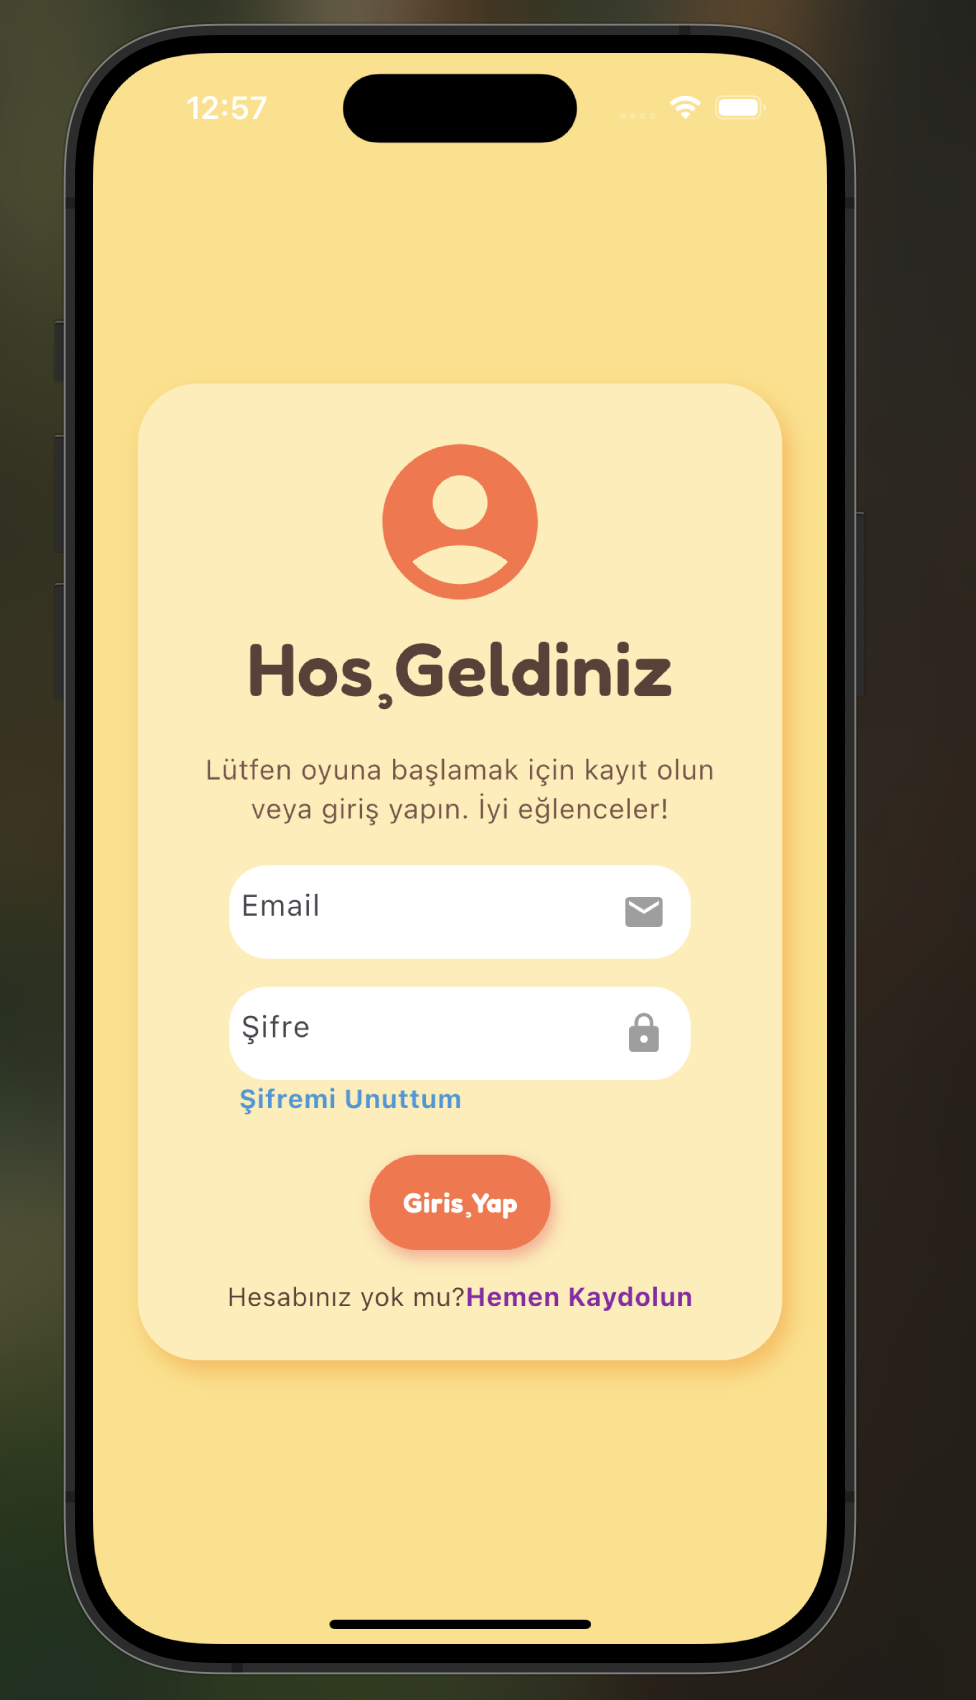 12:57
Hoş Geldiniz
Lütfen oyuna başlamak için kayıt olun
veya giriş yapın. İyi eğlenceler!
Email
Şifre
Şifremi Unuttum
Giriş Yap
Hesabınız yok mu?Hemen Kaydolun